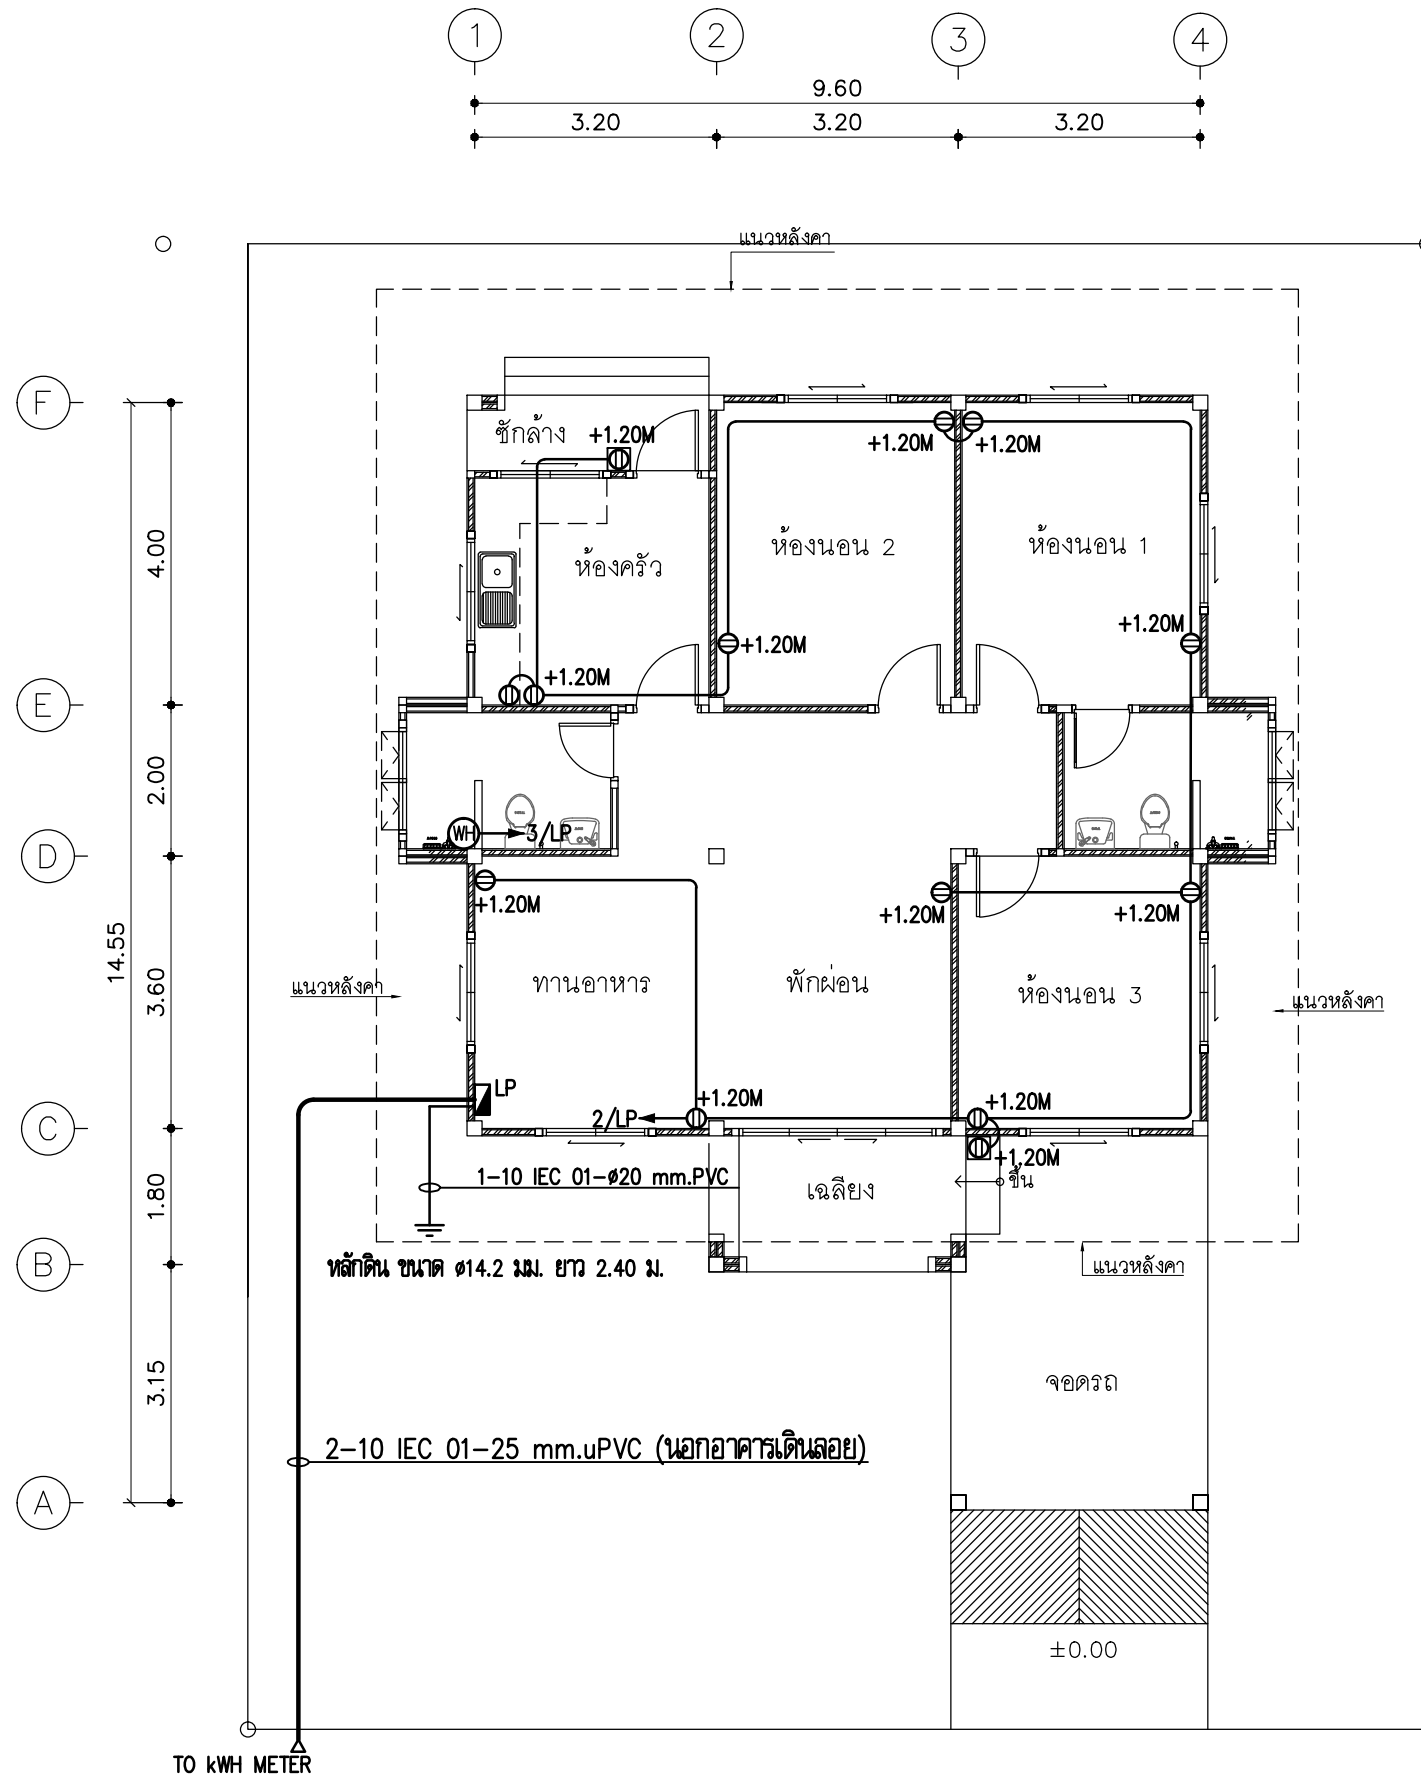 1 2 3 4
9.60
3.20 3.20 3.20
แนวหลังคา
F
ซักล้าง +1.20M +1.20M +1.20M
4.00
ห้องครัว ห้องนอน 2 ห้องนอน 1
+1.20M +1.20M
+1.20M
E
2.00
WH 3/LP
D
+1.20M +1.20M +1.20M
14.55
3.60
ทานอาหาร พักผ่อน ห้องนอน 3
แนวหลังคา แนวหลังคา
LP
+1.20M +1.20M
2/LP
C
+1.20M
1-10 IEC 01-ø20 mm.PVC
เฉลียง ขึ้น
1.80
B
หลักดิน ขนาด ø14.2 มม. ยาว 2.40 ม.
แนวหลังคา
3.15
จอดรถ
2-10 IEC 01-25 mm.uPVC (นอกอาคารเดินลอย)
A
±0.00
TO kWH METER